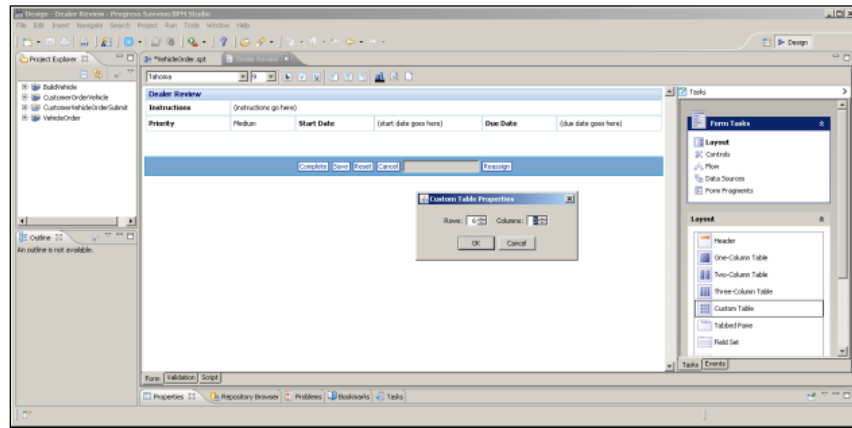 Design - Dealer Review - Progress Savvion BPM Studio
File Edit Insert Navigate Search Project Run Tools Window Help
Design
Project Explorer
*VehicleOrder.spt Dealer Review
Tahoma 9
BuildVehicle
CustomerOrderVehicle
CustomerVehicleOrderSubmit
VehicleOrder
Dealer Review
Instructions (instructions go here)
Priority Medium Start Date (start date goes here) Due Date (due date goes here)
Complete Save Reset Cancel Reassign
Custom Table Properties
Rows: 6 Columns:
OK Cancel
Outline
An outline is not available.
Tasks
Form Tasks
Layout
Controls
Flow
Data Sources
Form Fragments
Layout
Header
One-Column Table
Two-Column Table
Three-Column Table
Custom Table
Tabbed Pane
Field Set
Tasks Events
Form Validation Script
Properties Repository Browser Problems Bookmarks Tasks